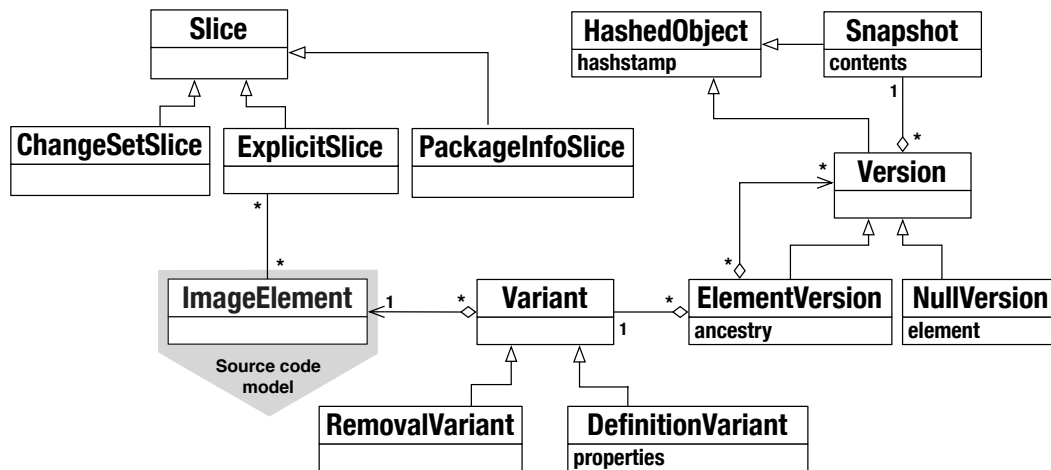 Slice
HashedObject
hashstamp
Snapshot
contents
1
*
ChangeSetSlice
ExplicitSlice
PackageInfoSlice
Version
*
*
*
*
ImageElement
1
*
Variant
1
*
ElementVersion
ancestry
NullVersion
element
Source code
model
RemovalVariant
DefinitionVariant
properties